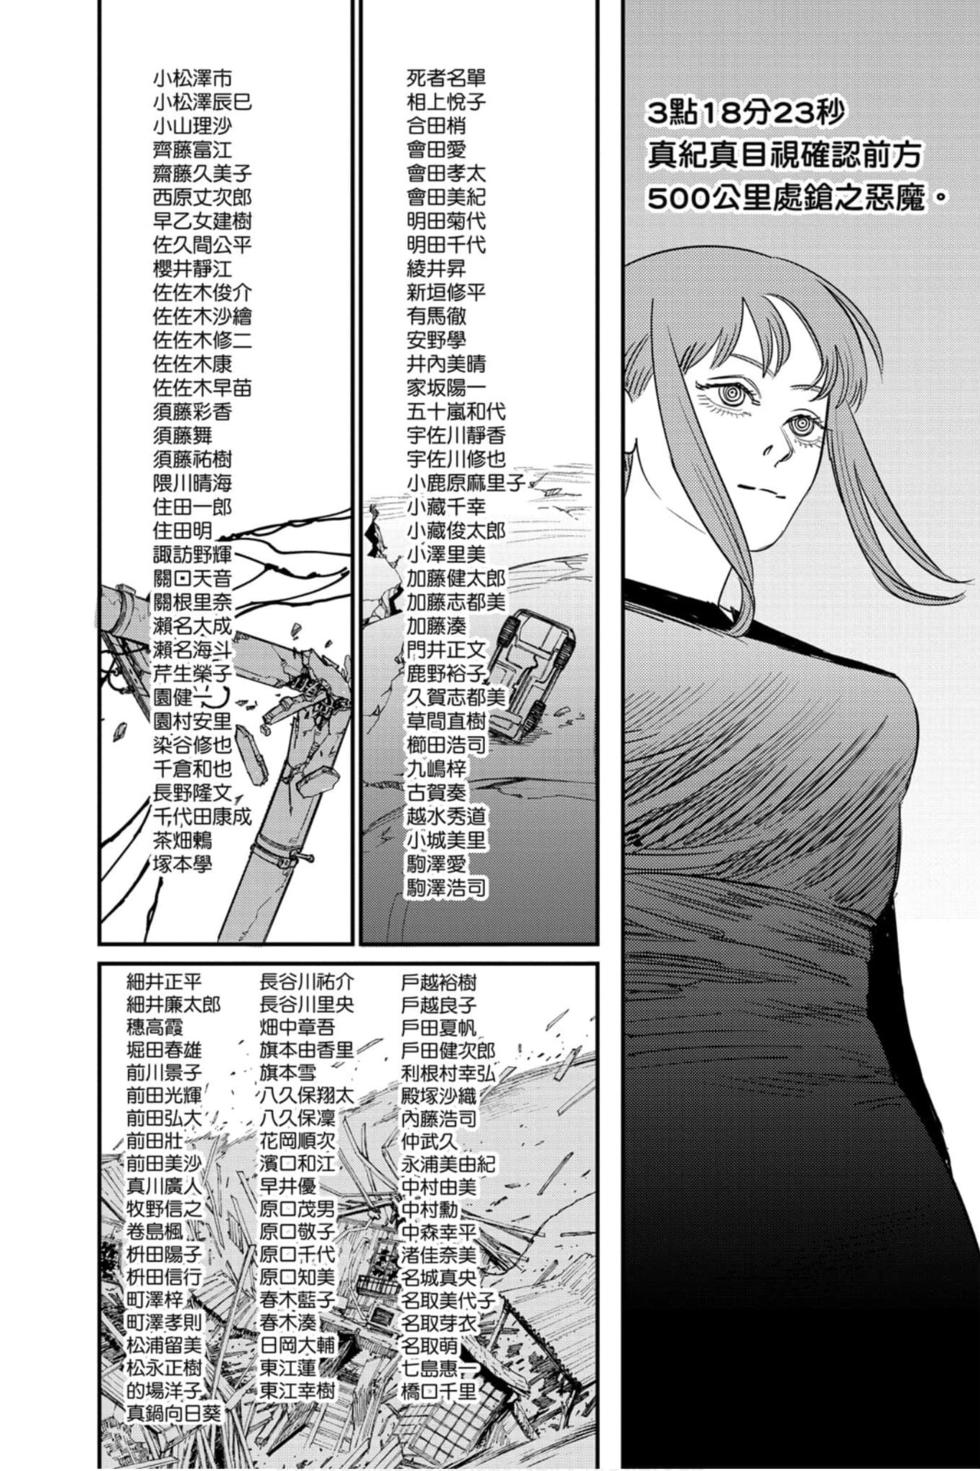 3點18分23秒
真紀真目視確認前方
500公里處鎗之惡魔。
死者名單
相上悅子
合田梢
會田愛
會田孝太
會田美紀
明田菊代
明田千代
綾井昇
新垣修平
有馬徹
安野學
井內美晴
家坂陽一
五十嵐和代
宇佐川靜香
宇佐川修也
小鹿原麻里子
小藏千幸
小藏俊太郎
小澤里美
加藤健太郎
加藤志都美
加藤湊
門井正文
鹿野裕子
久賀志都美
草間直樹
櫛田浩司
九嶋梓
古賀奏
越水秀道
小城美里
駒澤愛
駒澤浩司
小松澤市
小松澤辰巳
小山理沙
齊藤富江
齋藤久美子
西原丈次郎
早乙女建樹
佐久間公平
櫻井靜江
佐佐木俊介
佐佐木沙繪
佐佐木修二
佐佐木康
佐佐木早苗
須藤彩香
須藤舞
須藤祐樹
隈川晴海
住田一郎
住田明
諏訪野輝
關口天音
關根里奈
瀨名大成
瀨名海斗
芹生榮子
園健
園村安里
染谷修也
千倉和也
長野隆文
千代田康成
茶畑鶇
塚本學
戶越裕樹
戶越良子
戶田夏帆
戶田健次郎
利根村幸弘
殿塚沙織
內藤浩司
仲武久
永浦美由紀
中村由美
中村勳
中森幸平
渚佳奈美
名城真央
名取美代子
名取芽衣
名取萌
七島惠一
橋口千里
長谷川祐介
長谷川里央
畑中章吾
旗本由香里
旗本雪
八久保翔太
八久保凜
花岡順次
濱口和江
早井優
原口茂男
原口敬子
原口千代
原口知美
春木藍子
春木湊
日岡大輔
東江蓮
東江幸樹
細井正平
細井廉太郎
穗高霞
堀田春雄
前川景子
前田光輝
前田弘大
前田壯
前田美沙
真川廣人
牧野信之
卷島楓
枡田陽子
枡田信行
町澤梓
町澤孝則
松浦留美
松永正樹
的場洋子
真鍋向日葵